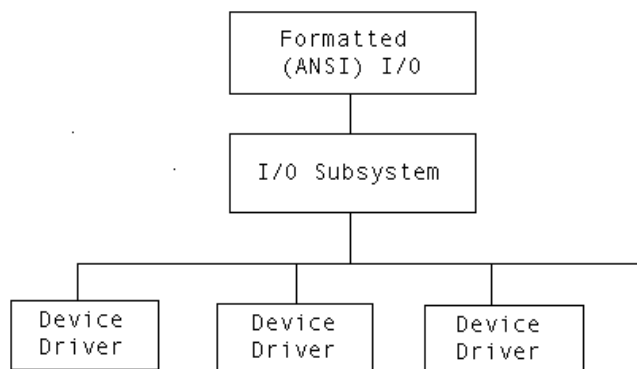 Formatted
(ANSI) I/O
I/O Subsystem
Device
Driver
Device
Driver
Device
Driver